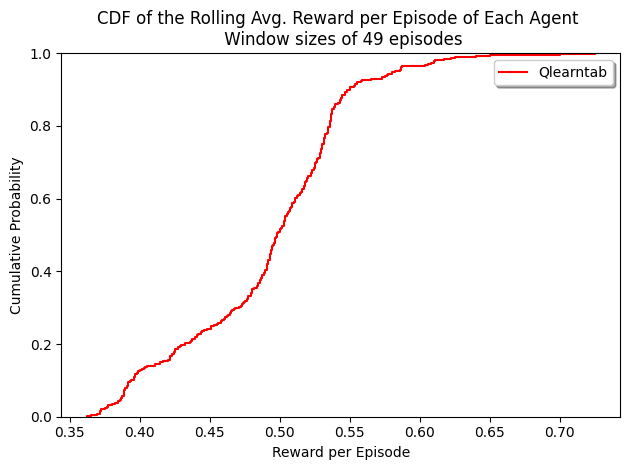 CDF of the Rolling Avg. Reward per Episode of Each Agent
Window sizes of 49 episodes
Qlearntab
Cumulative Probability
1.0
0.8
0.6
0.4
0.2
0.0
0.35 0.40 0.45 0.50 0.55 0.60 0.65 0.70
Reward per Episode